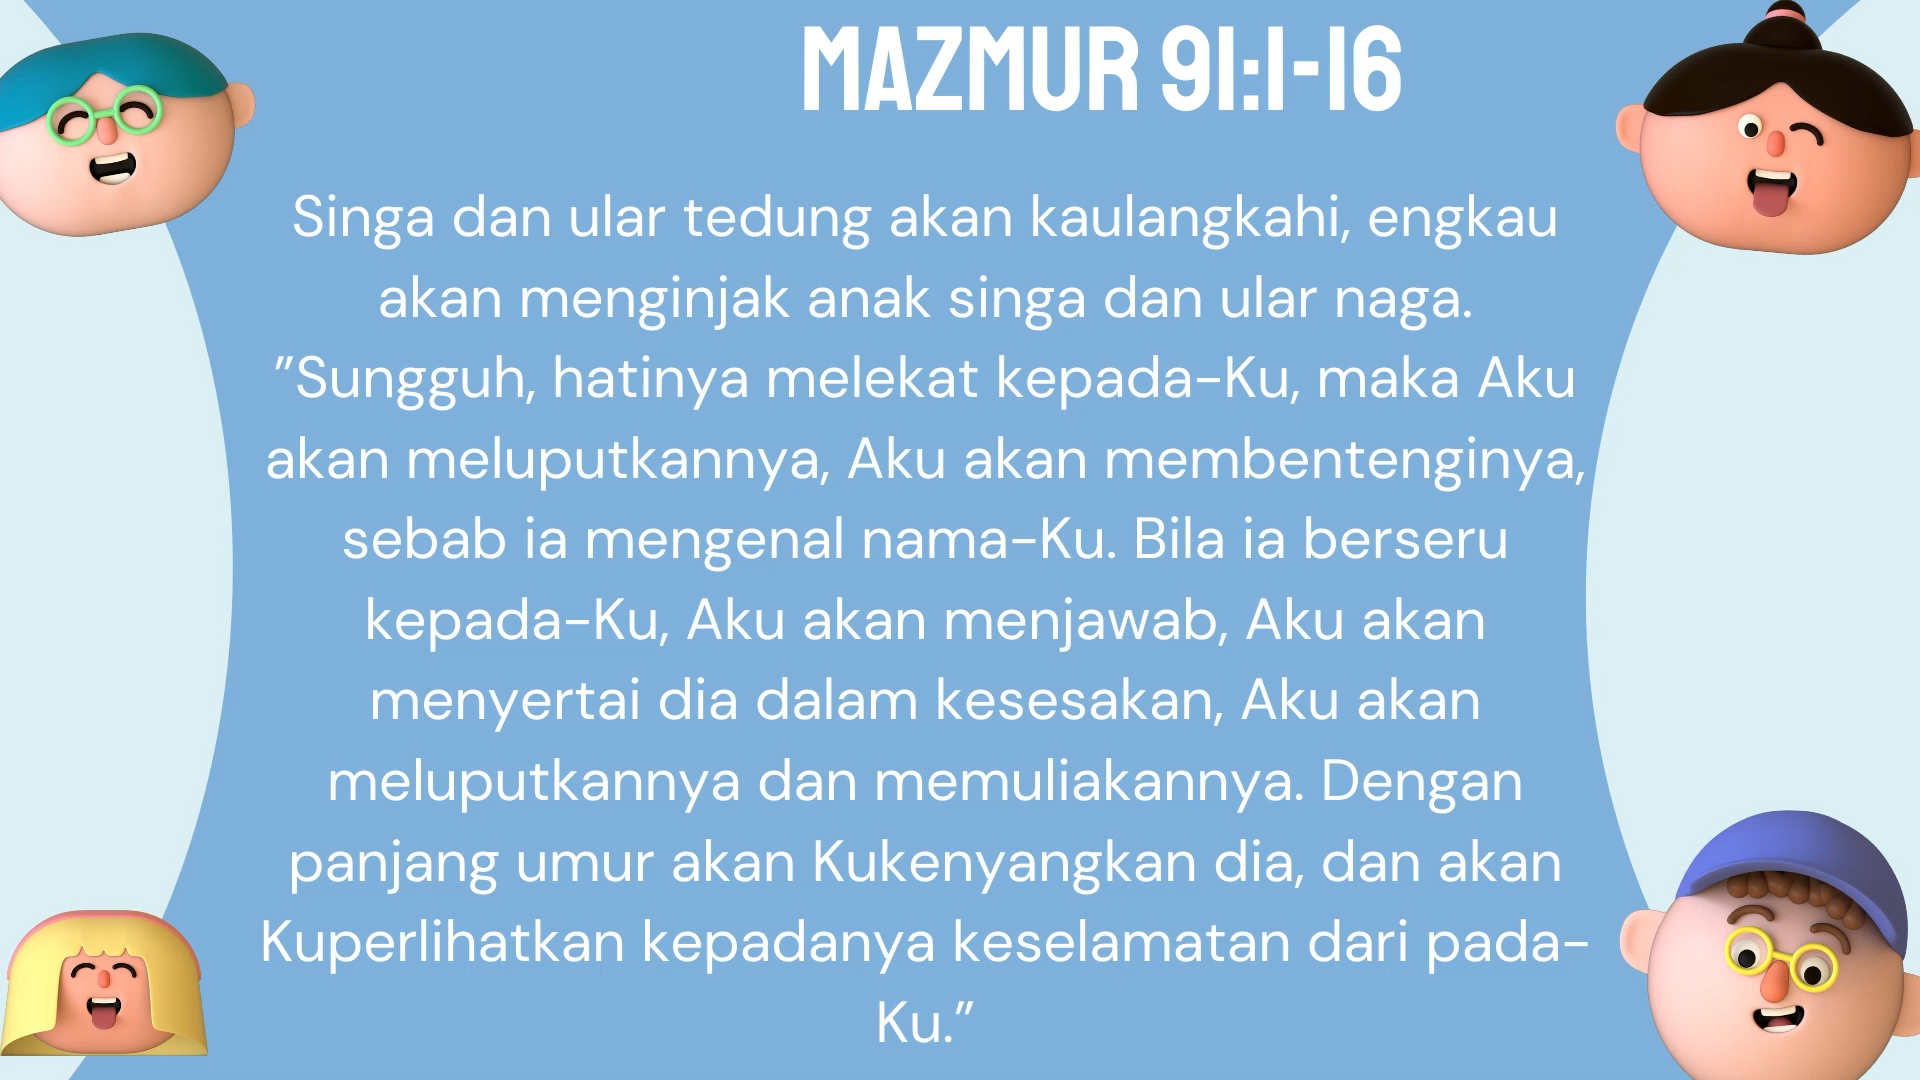 MAZMUR 91:1-16
Singa dan ular tedung akan kaulangkahi, engkau
akan menginjak anak singa dan ular naga.
”Sungguh, hatinya melekat kepada-Ku, maka Aku
akan meluputkannya, Aku akan membentenginya,
sebab ia mengenal nama-Ku. Bila ia berseru
kepada-Ku, Aku akan menjawab, Aku akan
menyertai dia dalam kesesakan, Aku akan
meluputkannya dan memuliakannya. Dengan
panjang umur akan Kukenyangkan dia, dan akan
Kuperlihatkan kepadanya keselamatan dari pada-
Ku.”